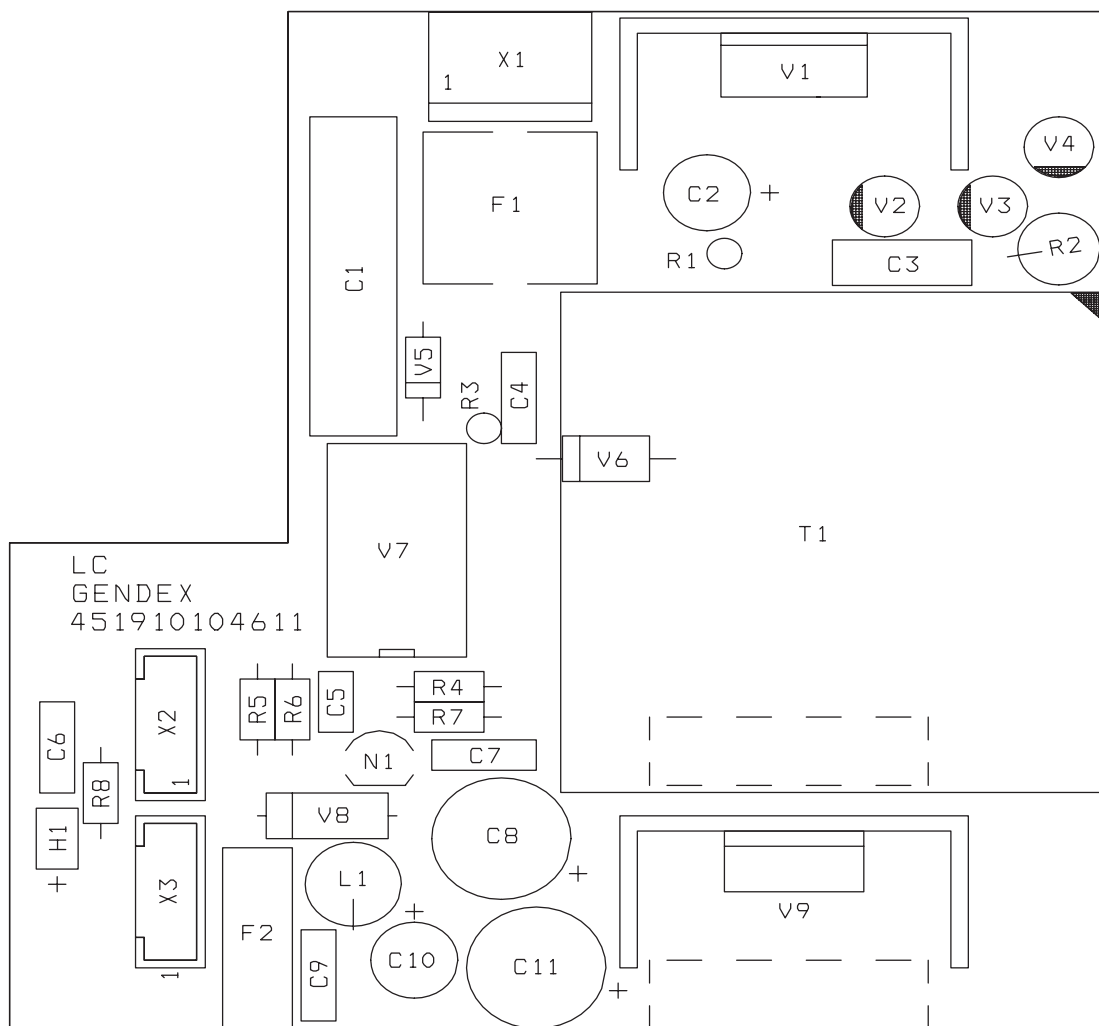 X1
1
V1
V4
C2
+
V2
V3
F1
R1
C3
R2
C1
V5
R3
C4
V6
T1
V7
LC
GENDEX
451910104611
R4
R5
R6
C5
R7
X2
C6
N1
C7
1
R8
V8
H1
C8
+
L1
+
X3
V9
+
F2
C10
C11
C9
1
+